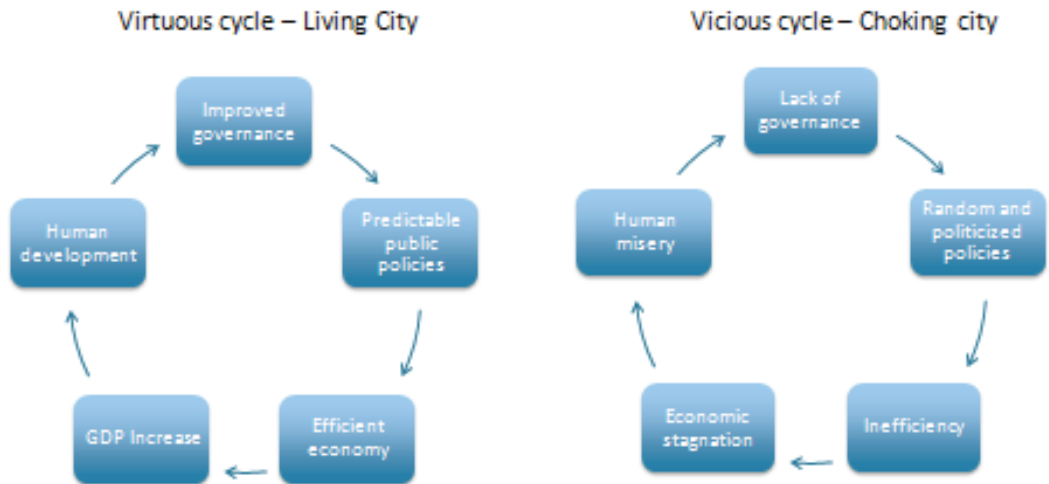 Virtuous cycle – Living City
Improved
governance
Predictable
public
policies
Efficient
economy
GDP Increase
Human
development
Vicious cycle – Choking city
Lack of
governance
Random and
politicized
policies
Inefficiency
Economic
stagnation
Human
misery